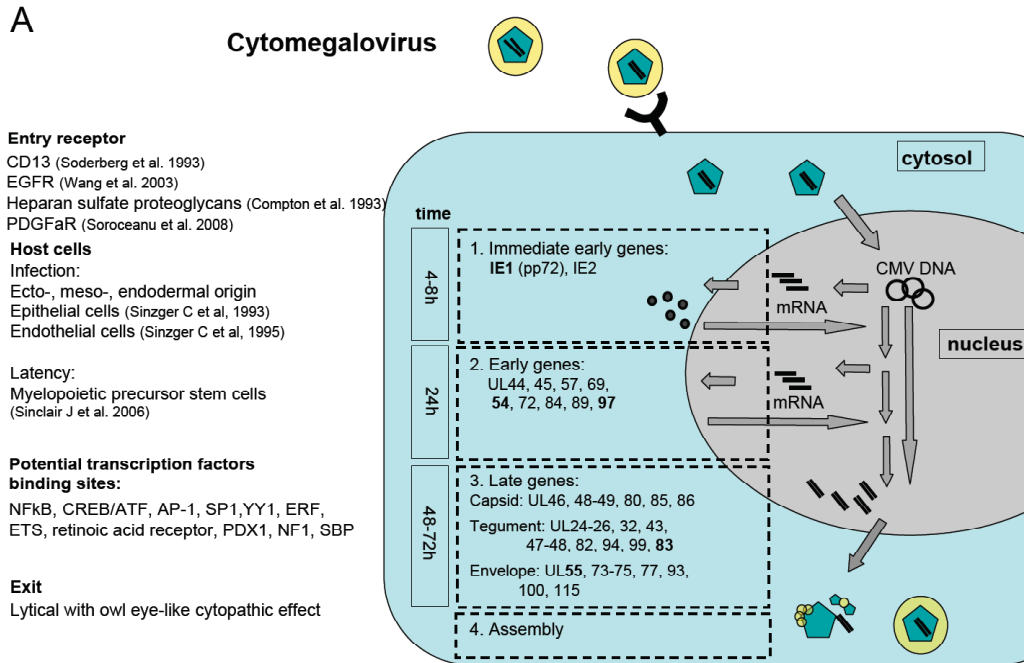 A
Cytomegalovirus
Entry receptor
CD13 (Soderberg et al. 1993)
EGFR (Wang et al. 2003)
Heparan sulfate proteoglycans (Compton et al. 1993)
PDGFaR (Soroceanu et al. 2008)
Host cells
Infection:
Ecto-, meso-, endodermal origin
Epithelial cells (Sinzger C et al, 1993)
Endothelial cells (Sinzger C et al, 1995)
Latency:
Myelopoietic precursor stem cells
(Sinclair J et al. 2006)
Potential transcription factors
binding sites:
NFkB, CREB/ATF, AP-1, SP1,YY1, ERF,
ETS, retinoic acid receptor, PDX1, NF1, SBP
Exit
Lytical with owl eye-like cytopathic effect
time
4-8h
24h
48-72h
1. Immediate early genes:
IE1 (pp72), IE2
2. Early genes:
UL44, 45, 57, 69,
54, 72, 84, 89, 97
3. Late genes:
Capsid: UL46, 48-49, 80, 85, 86
Tegument: UL24-26, 32, 43,
47-48, 82, 94, 99, 83
Envelope: UL55, 73-75, 77, 93,
100, 115
4. Assembly
cytosol
CMV DNA
mRNA
nucleus
mRNA